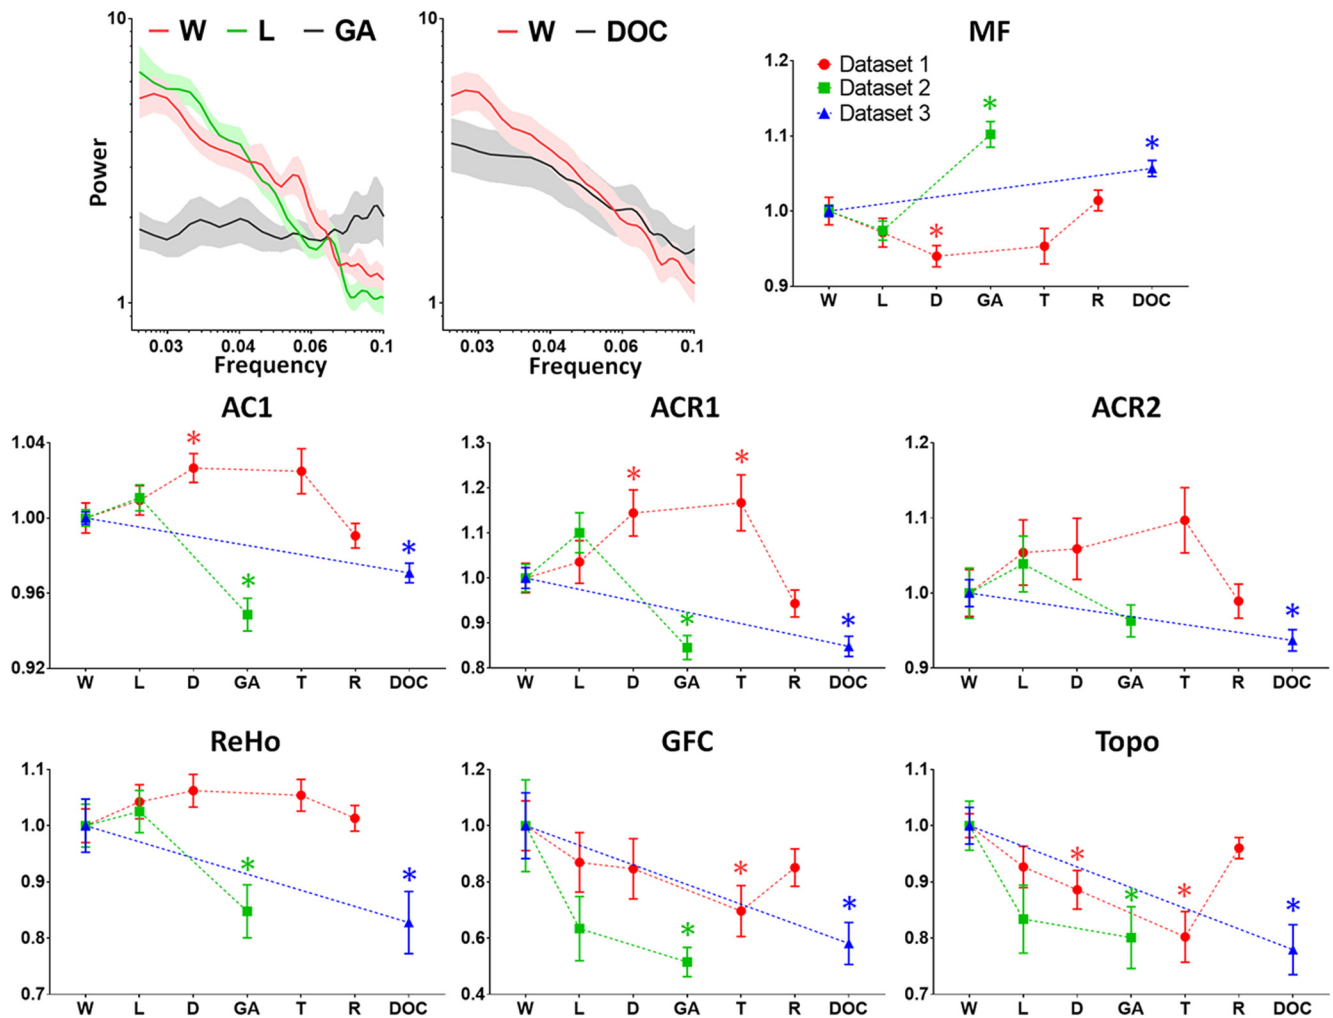 10 W L GA
10 W DOC
MF
1.2
Dataset 1
Dataset 2
Dataset 3
*
*
1.1
Power
1.0
*
0.9
1
1
W L D GA T R DOC
0.03 0.04 0.06 0.1
0.03 0.04 0.06 0.1
Frequency
Frequency
AC1
ACR1
ACR2
1.04
1.00
0.96
0.92
*
*
*
W L D GA T R DOC
1.3
1.2
1.1
1.0
0.9
0.8
*
*
*
*
W L D GA T R DOC
1.2
1.1
1.0
0.9
*
W L D GA T R DOC
ReHo
GFC
Topo
1.1
1.0
0.9
0.8
0.7
*
*
W L D GA T R DOC
1.2
1.0
0.8
0.6
0.4
*
*
*
W L D GA T R DOC
1.1
1.0
0.9
0.8
0.7
*
*
*
*
W L D GA T R DOC